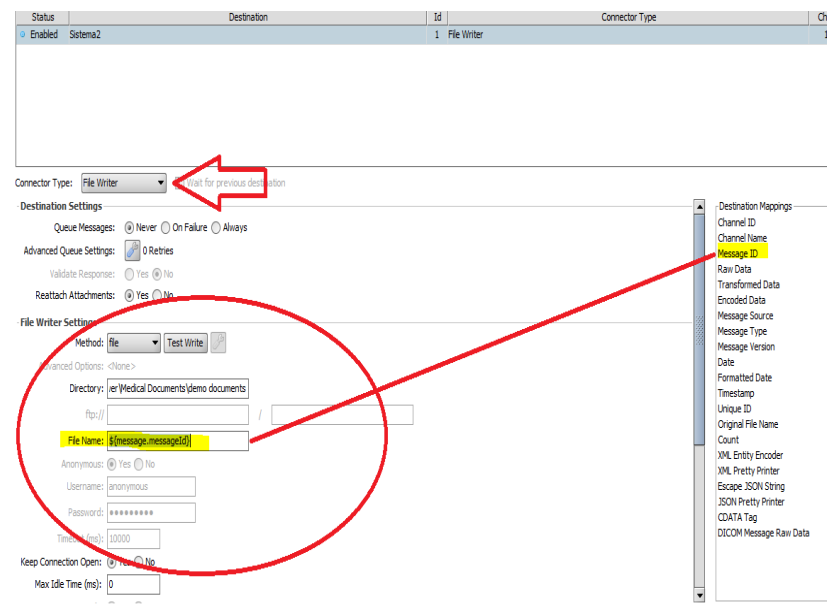 Status Destination Id Connector Type Ch
Enabled Sistema2 1 File Writer 1
Connector Type: File Writer Wait for previous destination
Destination Settings
Queue Messages: Never On Failure Always
Advanced Queue Settings: 0 Retries
Validate Response: Yes No
Reattach Attachments: Yes No
File Writer Settings
Method: file Test Write
Advanced Options: <None>
Directory: /er\Medical Documents\demo documents
ftp:// /
File Name: ${message.messageId}
Anonymous: Yes No
Username: anonymous
Password: •••••••••
Timeout (ms): 10000
Keep Connection Open: Yes No
Max Idle Time (ms): 0
Destination Mappings
Channel ID
Channel Name
Message ID
Raw Data
Transformed Data
Encoded Data
Message Source
Message Type
Message Version
Date
Formatted Date
Timestamp
Unique ID
Original File Name
Count
XML Entity Encoder
XML Pretty Printer
Escape JSON String
JSON Pretty Printer
CDATA Tag
DICOM Message Raw Data